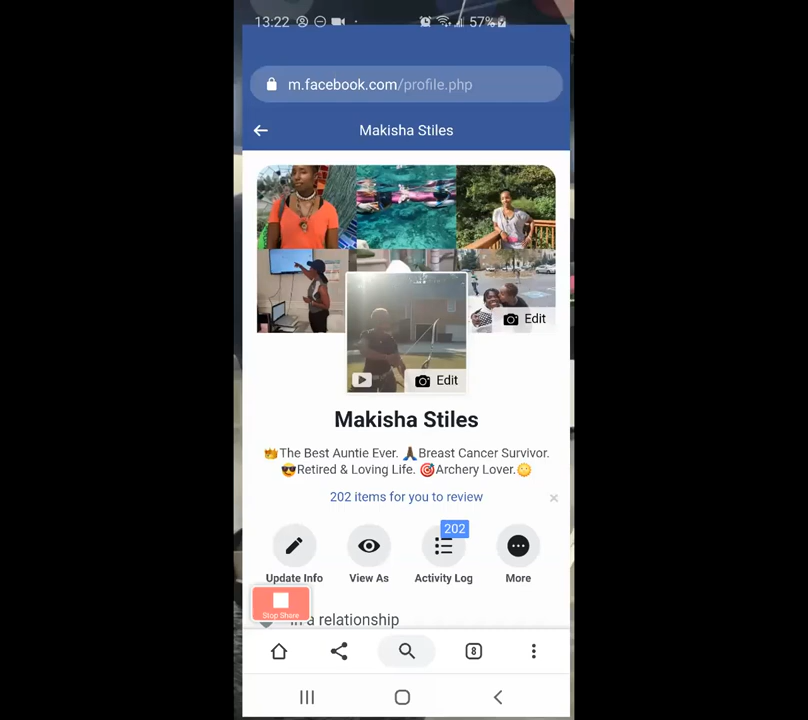 13:22 57%
m.facebook.com/profile.php
Makisha Stiles
Edit
Edit
Makisha Stiles
👑The Best Auntie Ever. 🙏🏾Breast Cancer Survivor.
😎Retired & Loving Life. 🎯Archery Lover.😳
202 items for you to review
202
Update Info View As Activity Log More
Stop Share
In a relationship
8